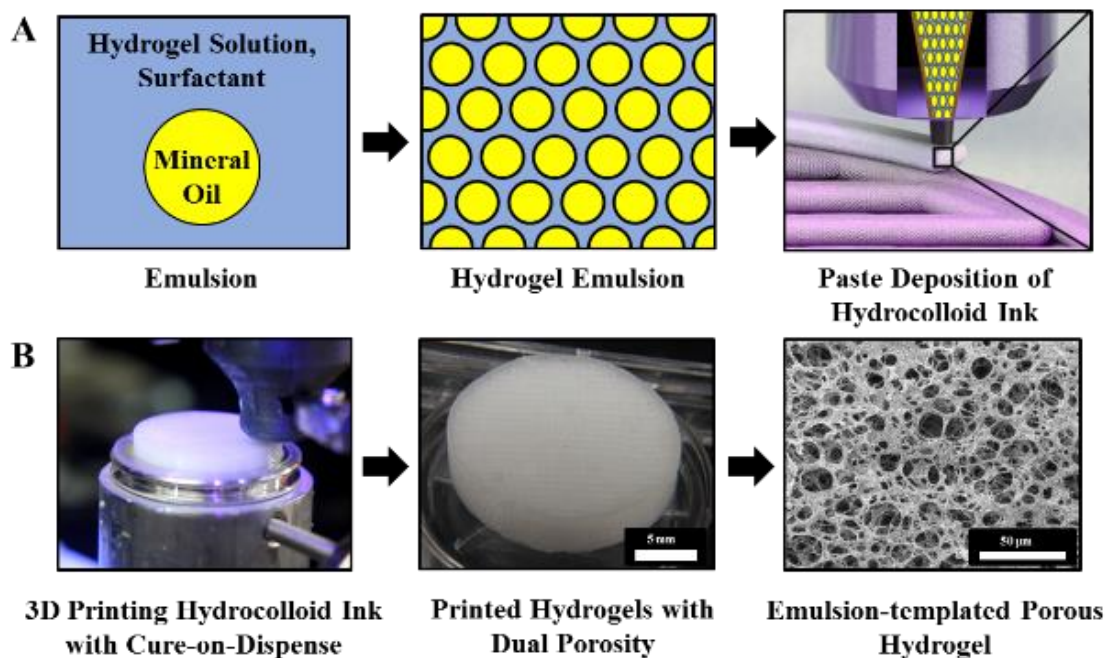 A
Hydrogel Solution,
Surfactant
Mineral
Oil
Emulsion
Hydrogel Emulsion
Paste Deposition of
Hydrocolloid Ink
B
5 mm
50 μm
3D Printing Hydrocolloid Ink
with Cure-on-Dispense
Printed Hydrogels with
Dual Porosity
Emulsion-templated Porous
Hydrogel